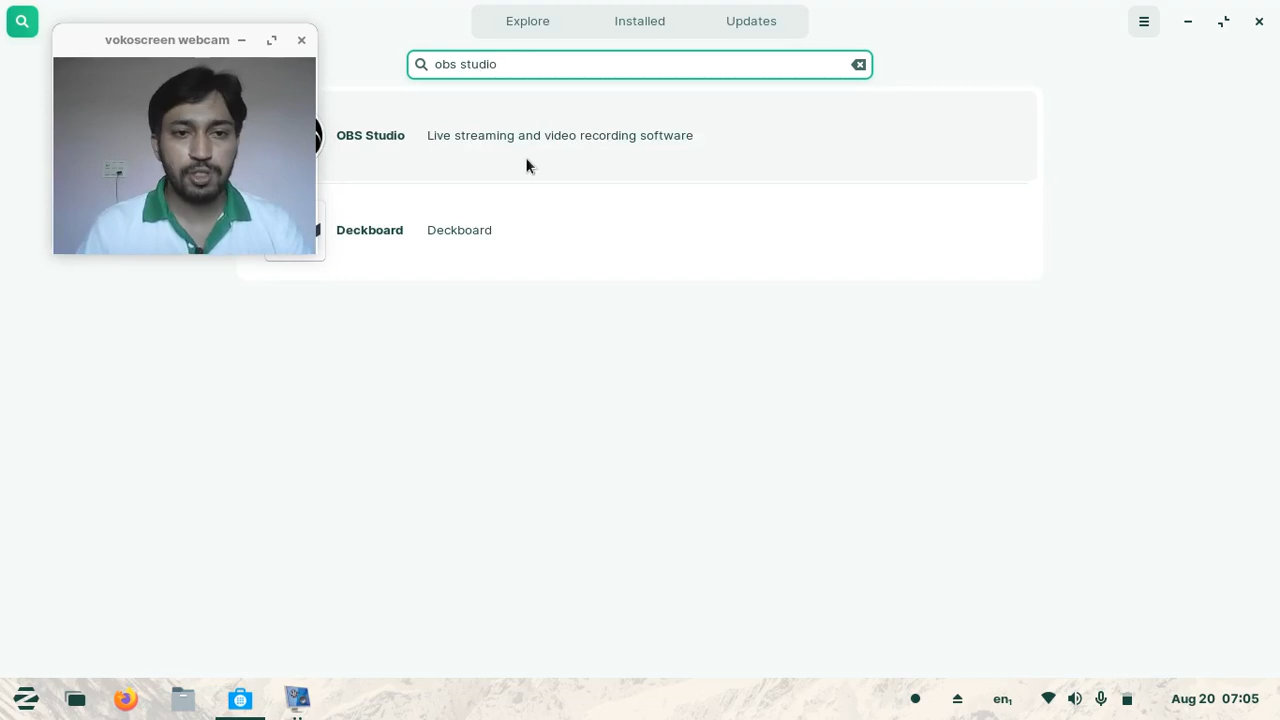 Explore Installed Updates
vokoscreen webcam
obs studio
OBS Studio Live streaming and video recording software
Deckboard Deckboard
en₁ Aug 20 07:05